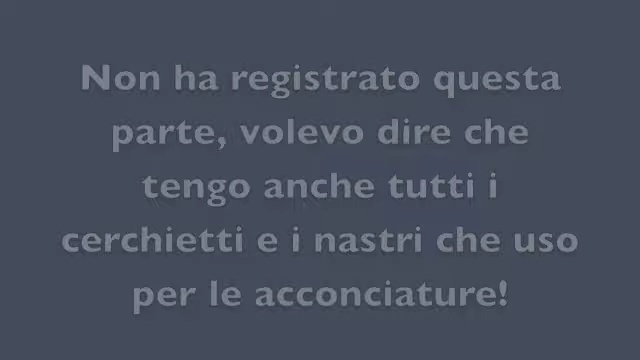 Non ha registrato questa
parte, volevo dire che
tengo anche tutti i
cerchietti e i nastri che uso
per le acconciature!